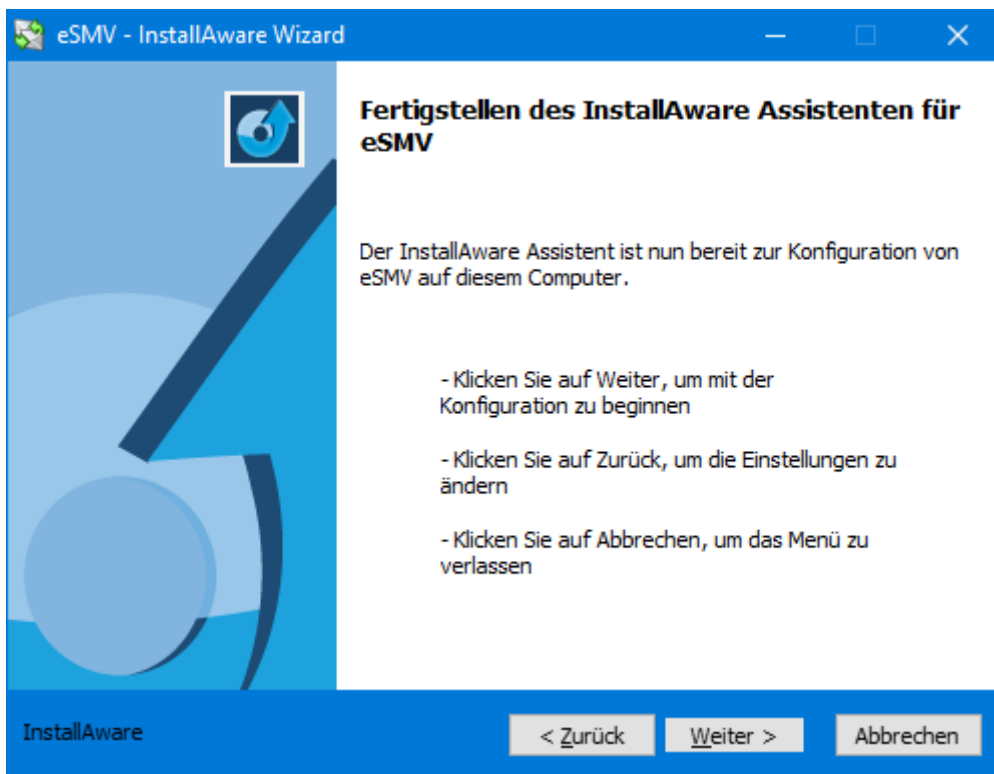 eSMV - InstallAware Wizard
Fertigstellen des InstallAware Assistenten für
eSMV
Der InstallAware Assistent ist nun bereit zur Konfiguration von
eSMV auf diesem Computer.
- Klicken Sie auf Weiter, um mit der
Konfiguration zu beginnen
- Klicken Sie auf Zurück, um die Einstellungen zu
ändern
- Klicken Sie auf Abbrechen, um das Menü zu
verlassen
InstallAware
< Zurück
Weiter >
Abbrechen